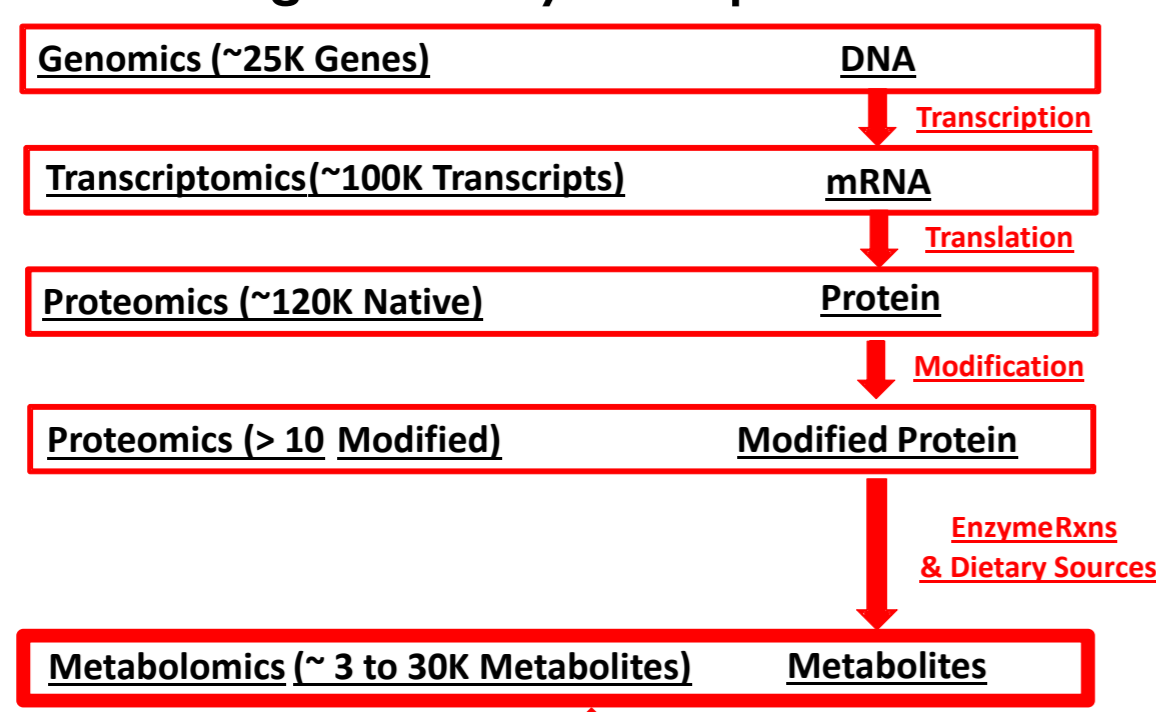 Genomics (~25K Genes) DNA
Transcription
Transcriptomics(~100K Transcripts) mRNA
Translation
Proteomics (~120K Native) Protein
Modification
Proteomics (> 10 Modified) Modified Protein
EnzymeRxns
& Dietary Sources
Metabolomics (~ 3 to 30K Metabolites) Metabolites